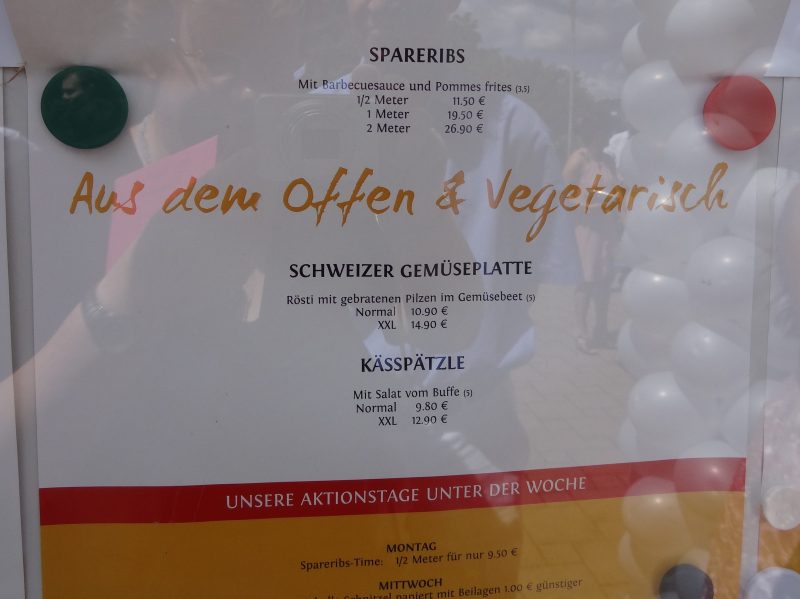 SPARERIBS
Mit Barbecuesauce und Pommes frites (3,5)
1/2 Meter 11.50 €
1 Meter 19.50 €
2 Meter 26.90 €
Aus dem Offen & Vegetarisch
SCHWEIZER GEMÜSEPLATTE
Rösti mit gebratenen Pilzen im Gemüsebeet (5)
Normal 10.90 €
XXL 14.90 €
KÄSSPÄTZLE
Mit Salat vom Buffe (5)
Normal 9.80 €
XXL 12.90 €
UNSERE AKTIONSTAGE UNTER DER WOCHE
MONTAG
Spareribs-Time: 1/2 Meter für nur 9.50 €
MITTWOCH
Schnitzel paniert mit Beilagen 1.00 € günstiger